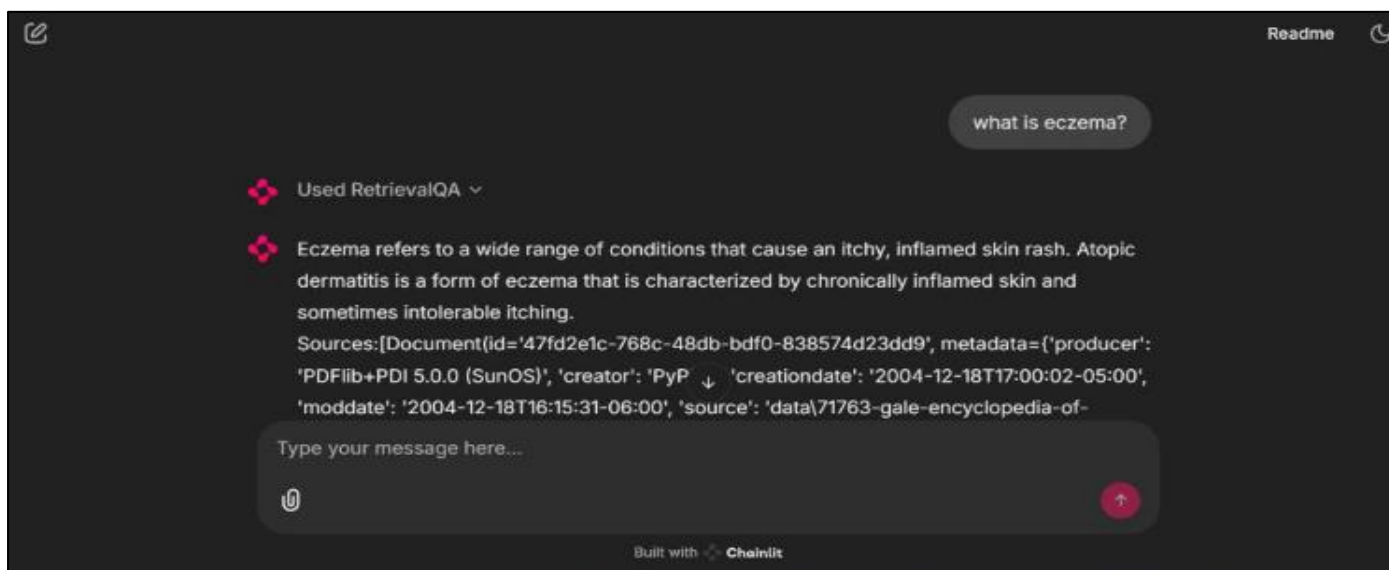 Readme
what is eczema?
Used RetrievalQA
Eczema refers to a wide range of conditions that cause an itchy, inflamed skin rash. Atopic
dermatitis is a form of eczema that is characterized by chronically inflamed skin and
sometimes intolerable itching.
Sources:[Document(id='47fd2e1c-768c-48db-bdf0-838574d23dd9', metadata={'producer':
'PDFlib+PDI 5.0.0 (SunOS)', 'creator': 'PyP 'creationdate': '2004-12-18T17:00:02-05:00',
'moddate': '2004-12-18T16:15:31-06:00', 'source': 'data\71763-gale-encyclopedia-of-
Type your message here...
Built with Chainlit